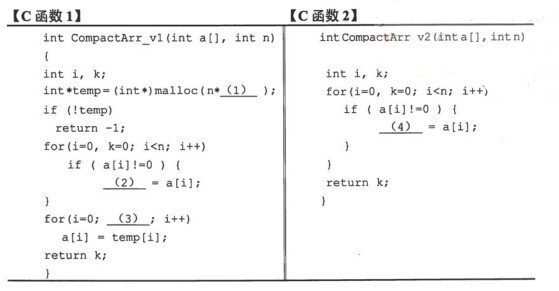 【C 函数 1】
int CompactArr_v1(int a[], int n)
{
int i, k;
int*temp=(int*)malloc(n*_(1)_ );
if (!temp)
return -1;
for(i=0, k=0; i<n; i++)
if ( a[i]!=0 ) {
_(2)_ = a[i];
}
for(i=0; _(3)_ ; i++)
a[i] = temp[i];
return k;
}
【C 函数 2】
int CompactArr v2(int a[], int n)
int i, k;
for(i=0, k=0; i<n; i++)
if ( a[i]!=0 ) {
_(4)_ = a[i];
}
}
return k;
}